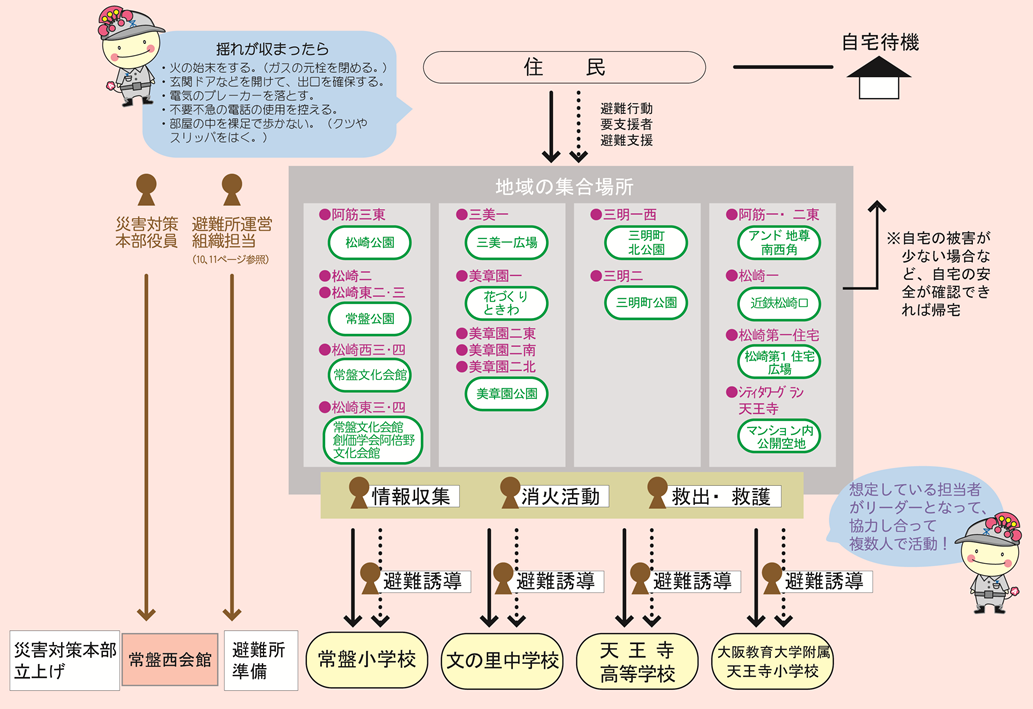 揺れが収まったら
・火の始末をする。(ガスの元栓を閉める。)
・玄関ドアなどを開けて、出口を確保する。
・電気のブレーカーを落とす。
・不要不急の電話の使用を控える。
・部屋の中を裸足で歩かない。(クツや
スリッパをはく。)
住　民
自宅待機
避難行動
要支援者
避難支援
災害対策
本部役員
避難所運営
組織担当
(10、11ページ参照)
地域の集合場所
●阿筋三東
松崎公園
●松崎二
●松崎東二・三
常盤公園
●松崎西三・四
常盤文化会館
●松崎東三・四
常盤文化会館
創価学会阿倍野
文化会館
●三美一
三美一広場
●美章園一
花づくり
ときわ
●美章園二東
●美章園二南
●美章園二北
美章園公園
●三明一西
三明町
北公園
●三明二
三明町公園
●阿筋一・二東
アンド 地尊
南西角
●松崎一
近鉄松崎口
●松崎第一住宅
松崎第1 住宅
広場
●シティタワーグラン
天王寺
マンション内
公開空地
※自宅の被害が
少ない場合な
ど、自宅の安
全が確認でき
れば帰宅
情報収集
消火活動
救出・救護
想定している担当者
がリーダーとなって、
協力し合って
複数人で活動！
避難誘導
避難誘導
避難誘導
避難誘導
災害対策本部
立上げ
常盤西会館
避難所
準備
常盤小学校
文の里中学校
天王寺
高等学校
大阪教育大学附属
天王寺小学校